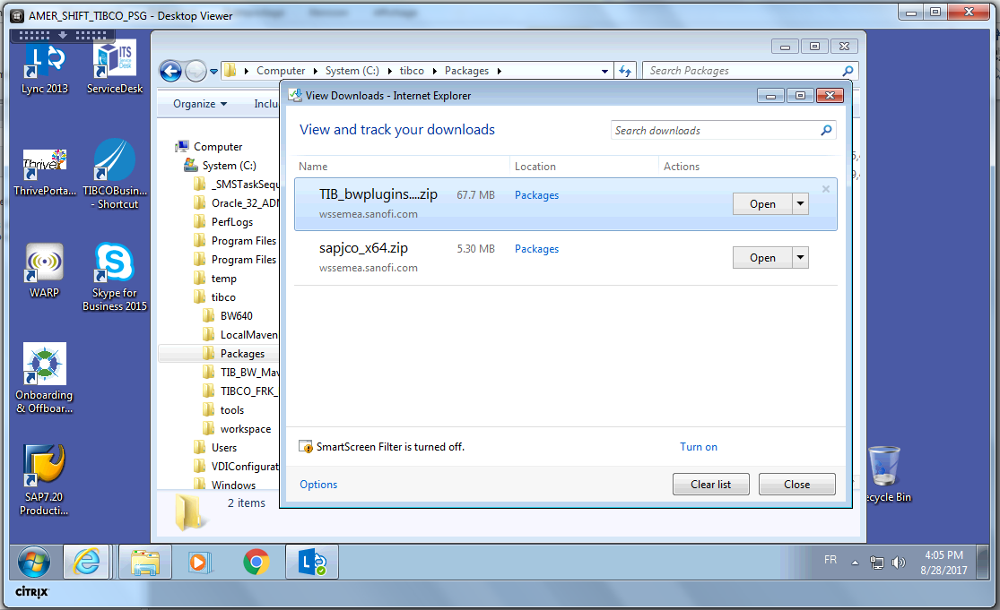 AMER_SHIFT_TIBCO_PSG - Desktop Viewer
Lync 2013
ITS
Service Desk
ServiceDesk
Thrive
ThrivePorta...
TIBCOBusin...
- Shortcut
WARP
Skype for
Business 2015
Onboarding
& Offboar...
SAP7.20
Producti...
Computer
System (C:)
tibco
Packages
Search Packages
Organize
Inclu
Computer
System (C:)
_SMSTaskSequ
Oracle_32_ADM
PerfLogs
Program Files
Program Files
temp
tibco
BW640
LocalMaven
Packages
TIB_BW_Mav
TIBCO_FRK_
tools
workspace
Users
VDIConfigurat
Windows
2 items
View Downloads - Internet Explorer
View and track your downloads
Search downloads
Name
Location
Actions
TIB_bwplugins....zip
67.7 MB
Packages
Open
wssemea.sanofi.com
sapjco_x64.zip
5.30 MB
Packages
Open
wssemea.sanofi.com
SmartScreen Filter is turned off.
Turn on
Options
Clear list
Close
ecycle Bin
FR
4:05 PM
8/28/2017
CITRIX